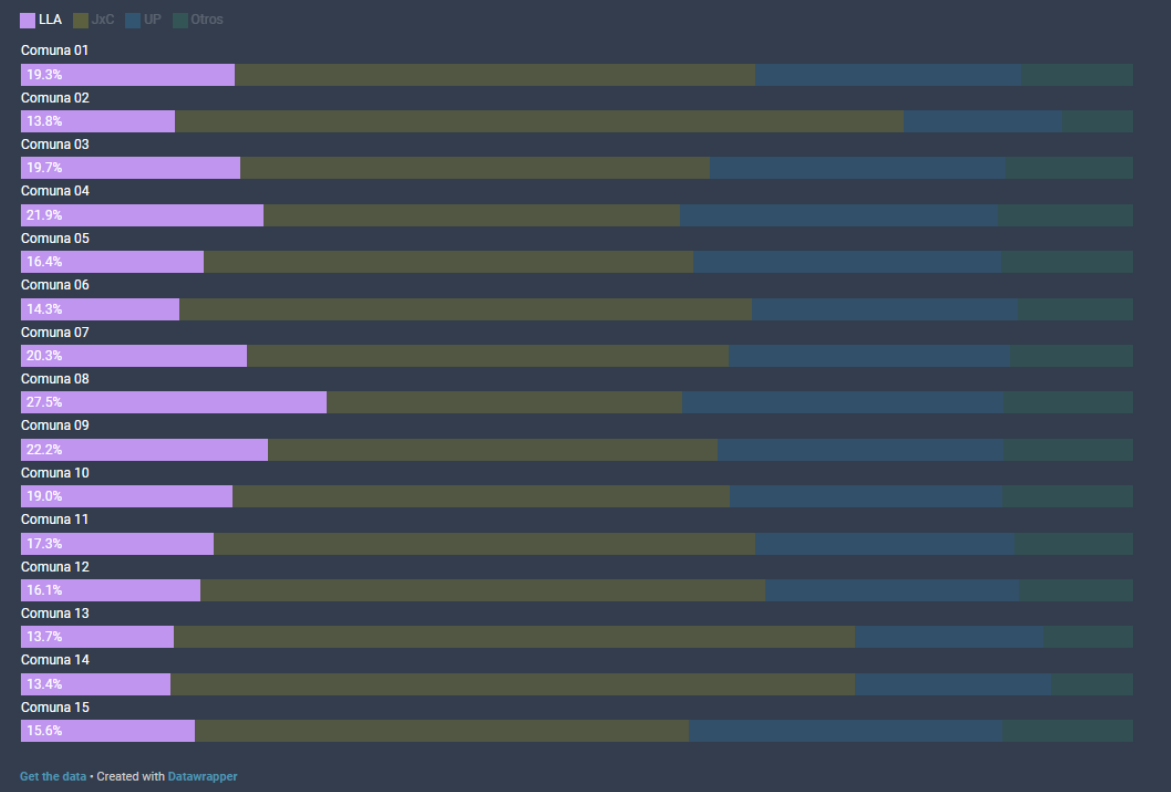 LLA JxC UP Otros
Comuna 01
19.3%
Comuna 02
13.8%
Comuna 03
19.7%
Comuna 04
21.9%
Comuna 05
16.4%
Comuna 06
14.3%
Comuna 07
20.3%
Comuna 08
27.5%
Comuna 09
22.2%
Comuna 10
19.0%
Comuna 11
17.3%
Comuna 12
16.1%
Comuna 13
13.7%
Comuna 14
13.4%
Comuna 15
15.6%
Get the data • Created with Datawrapper